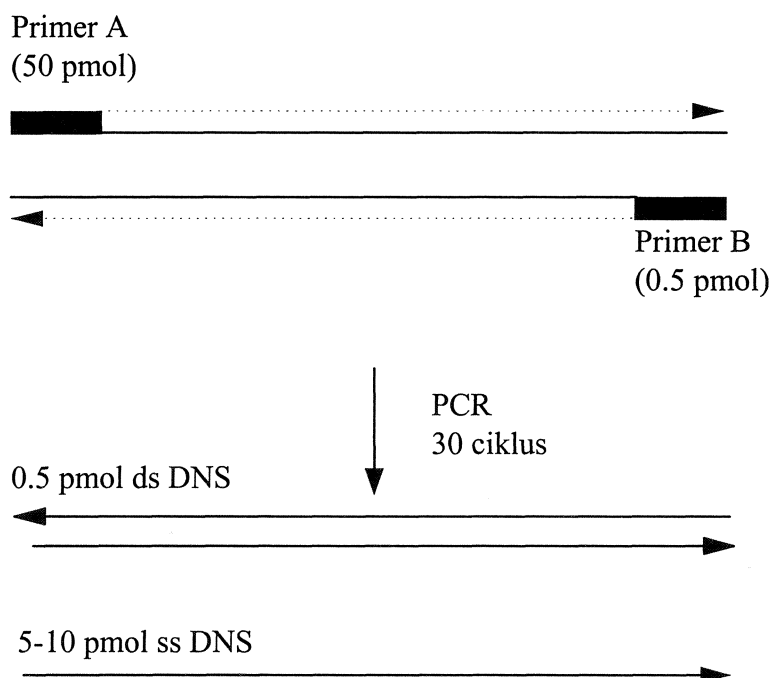 Primer A
(50 pmol)
Primer B
(0.5 pmol)
PCR
30 ciklus
0.5 pmol ds DNS
5-10 pmol ss DNS